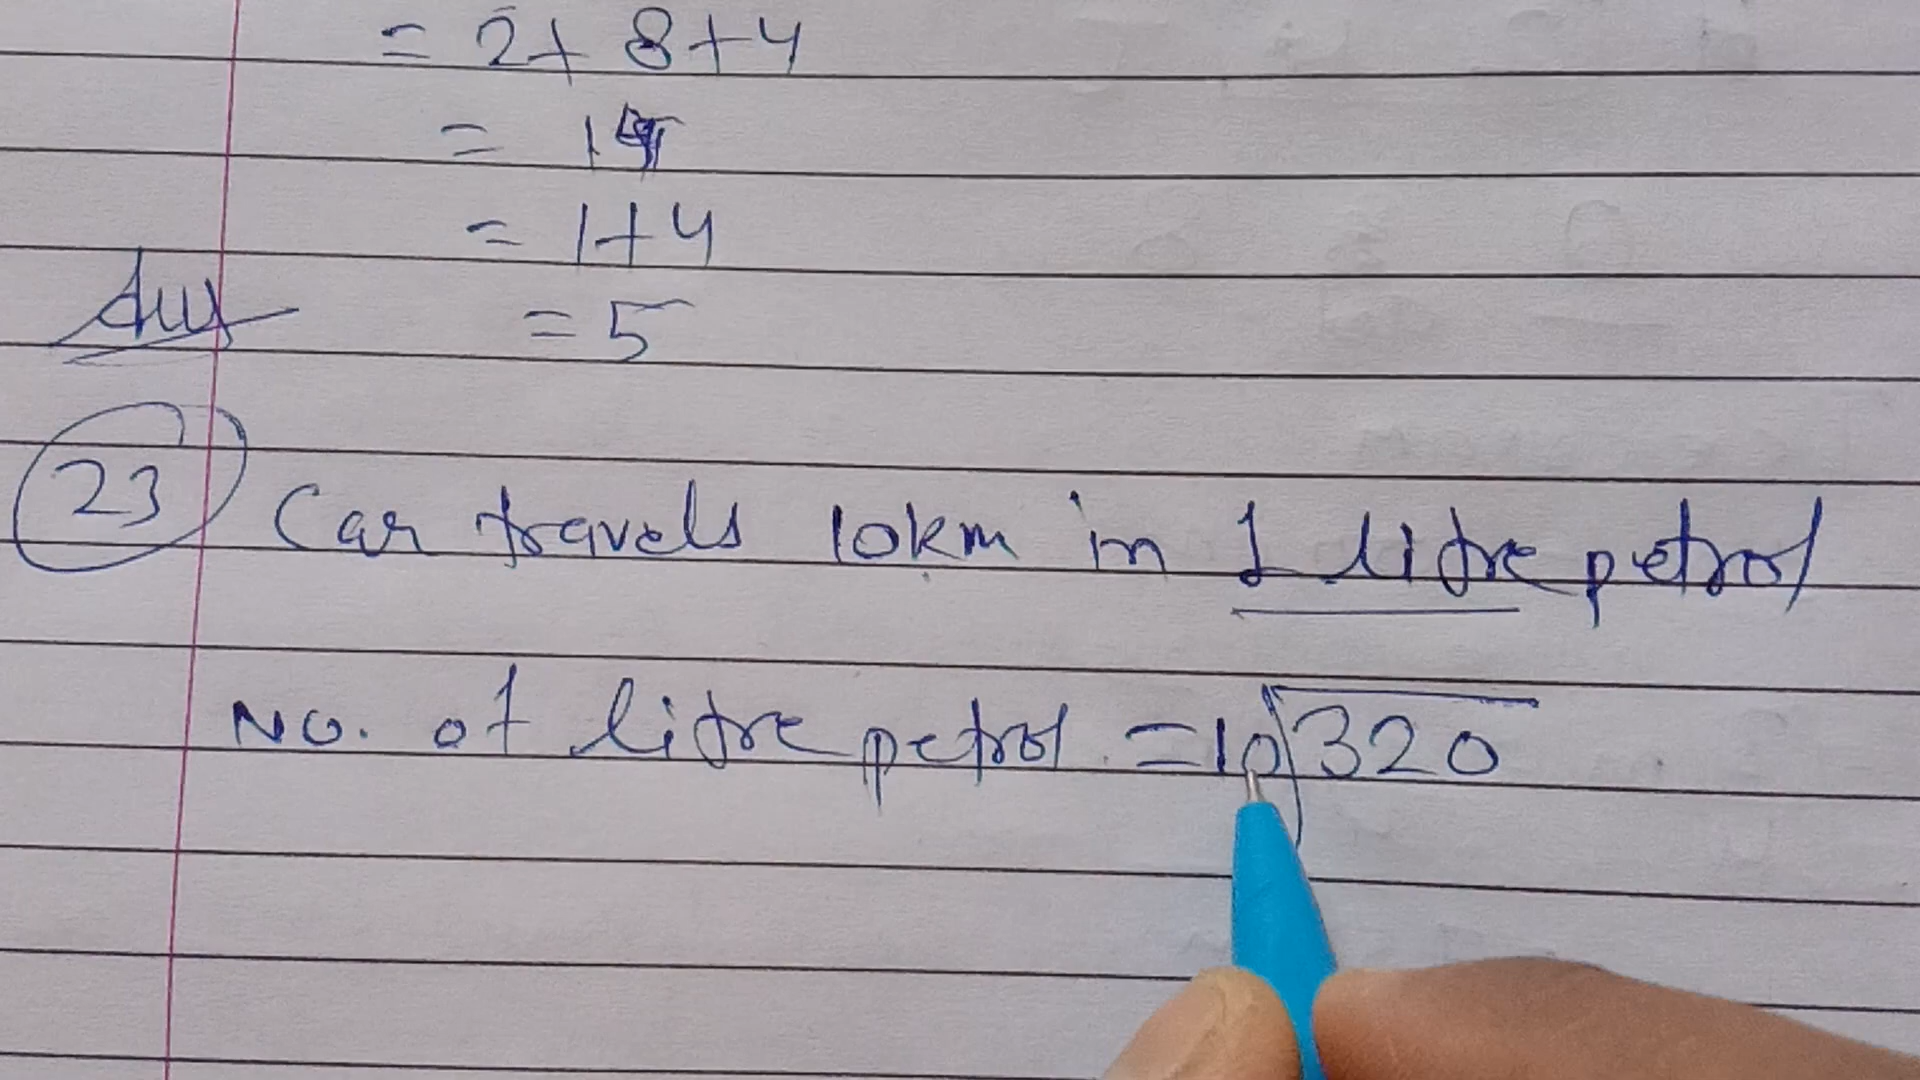 = 2+ 8+4
= 14
= 1+4
Ans = 5
23 Car travels 10km in 1 litre petrol
No. of litre petrol = 10)320